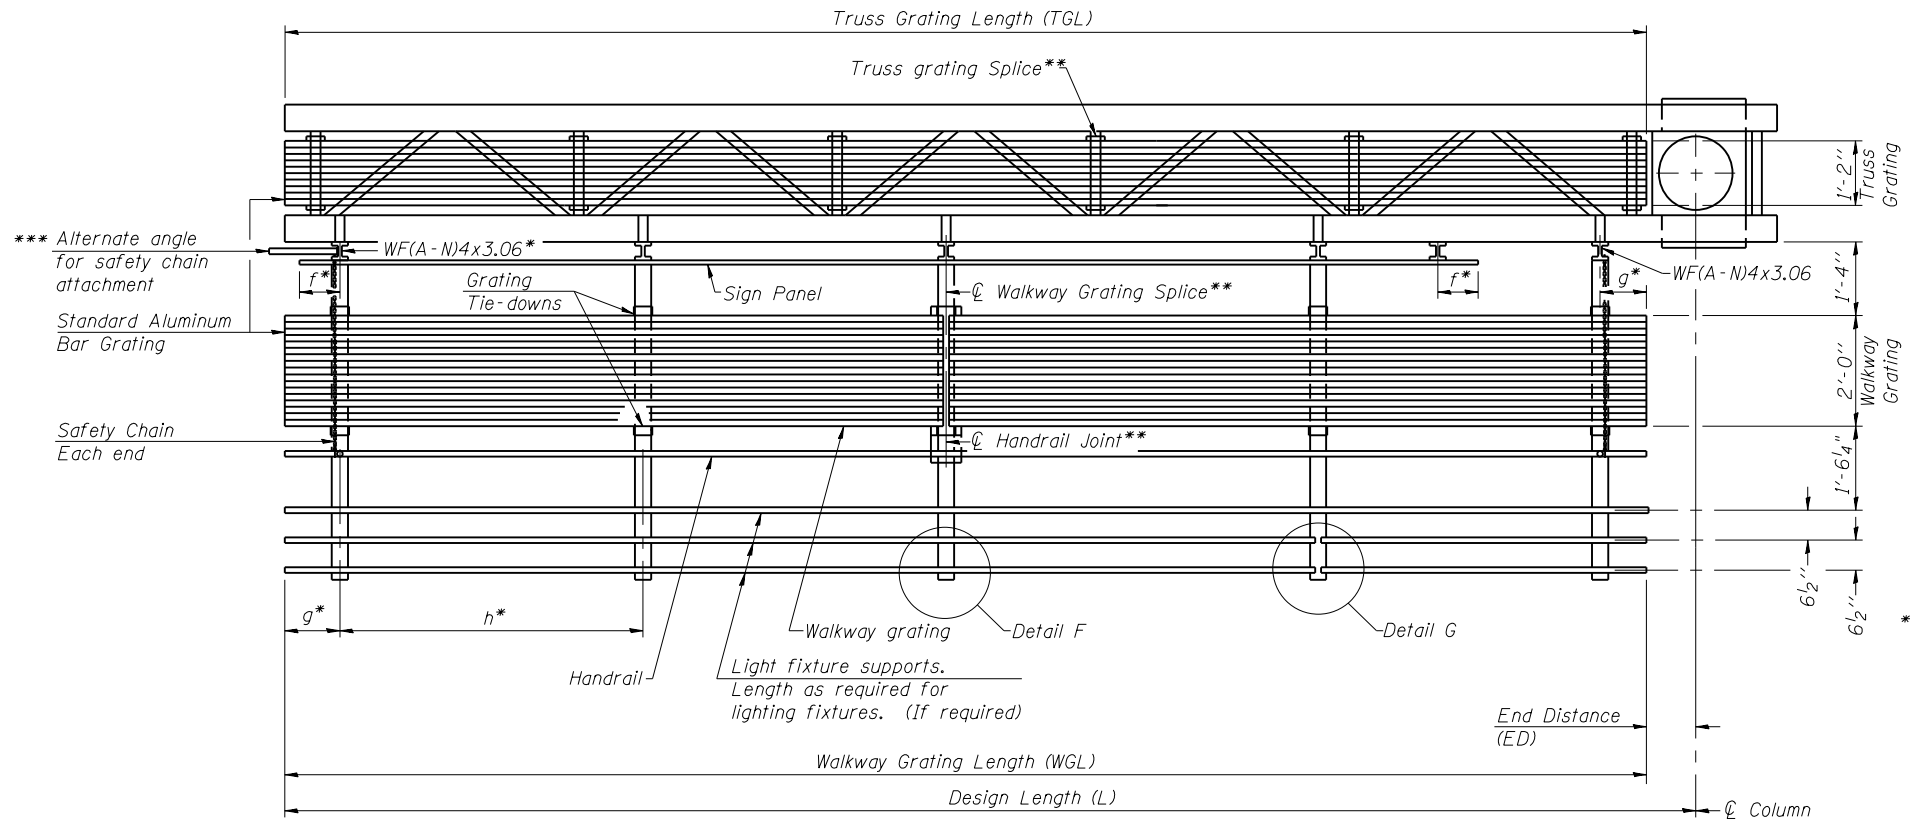 Truss Grating Length (TGL)
Truss grating Splice**
1'-2"
Truss
Grating
*** Alternate angle
for safety chain
attachment
WF(A-N)4x3.06*
WF(A-N)4x3.06
f*
Grating
Tie-downs
Sign Panel
℄ Walkway Grating Splice**
f*
g*
1'-4"
Standard Aluminum
Bar Grating
2'-0"
Walkway
Grating
Safety Chain
Each end
℄ Handrail Joint**
1'-6¼"
6½"
6½"
*
g*
h*
Walkway grating
Detail F
Detail G
Handrail
Light fixture supports.
Length as required for
lighting fixtures. (If required)
End Distance
(ED)
Walkway Grating Length (WGL)
Design Length (L)
℄ Column